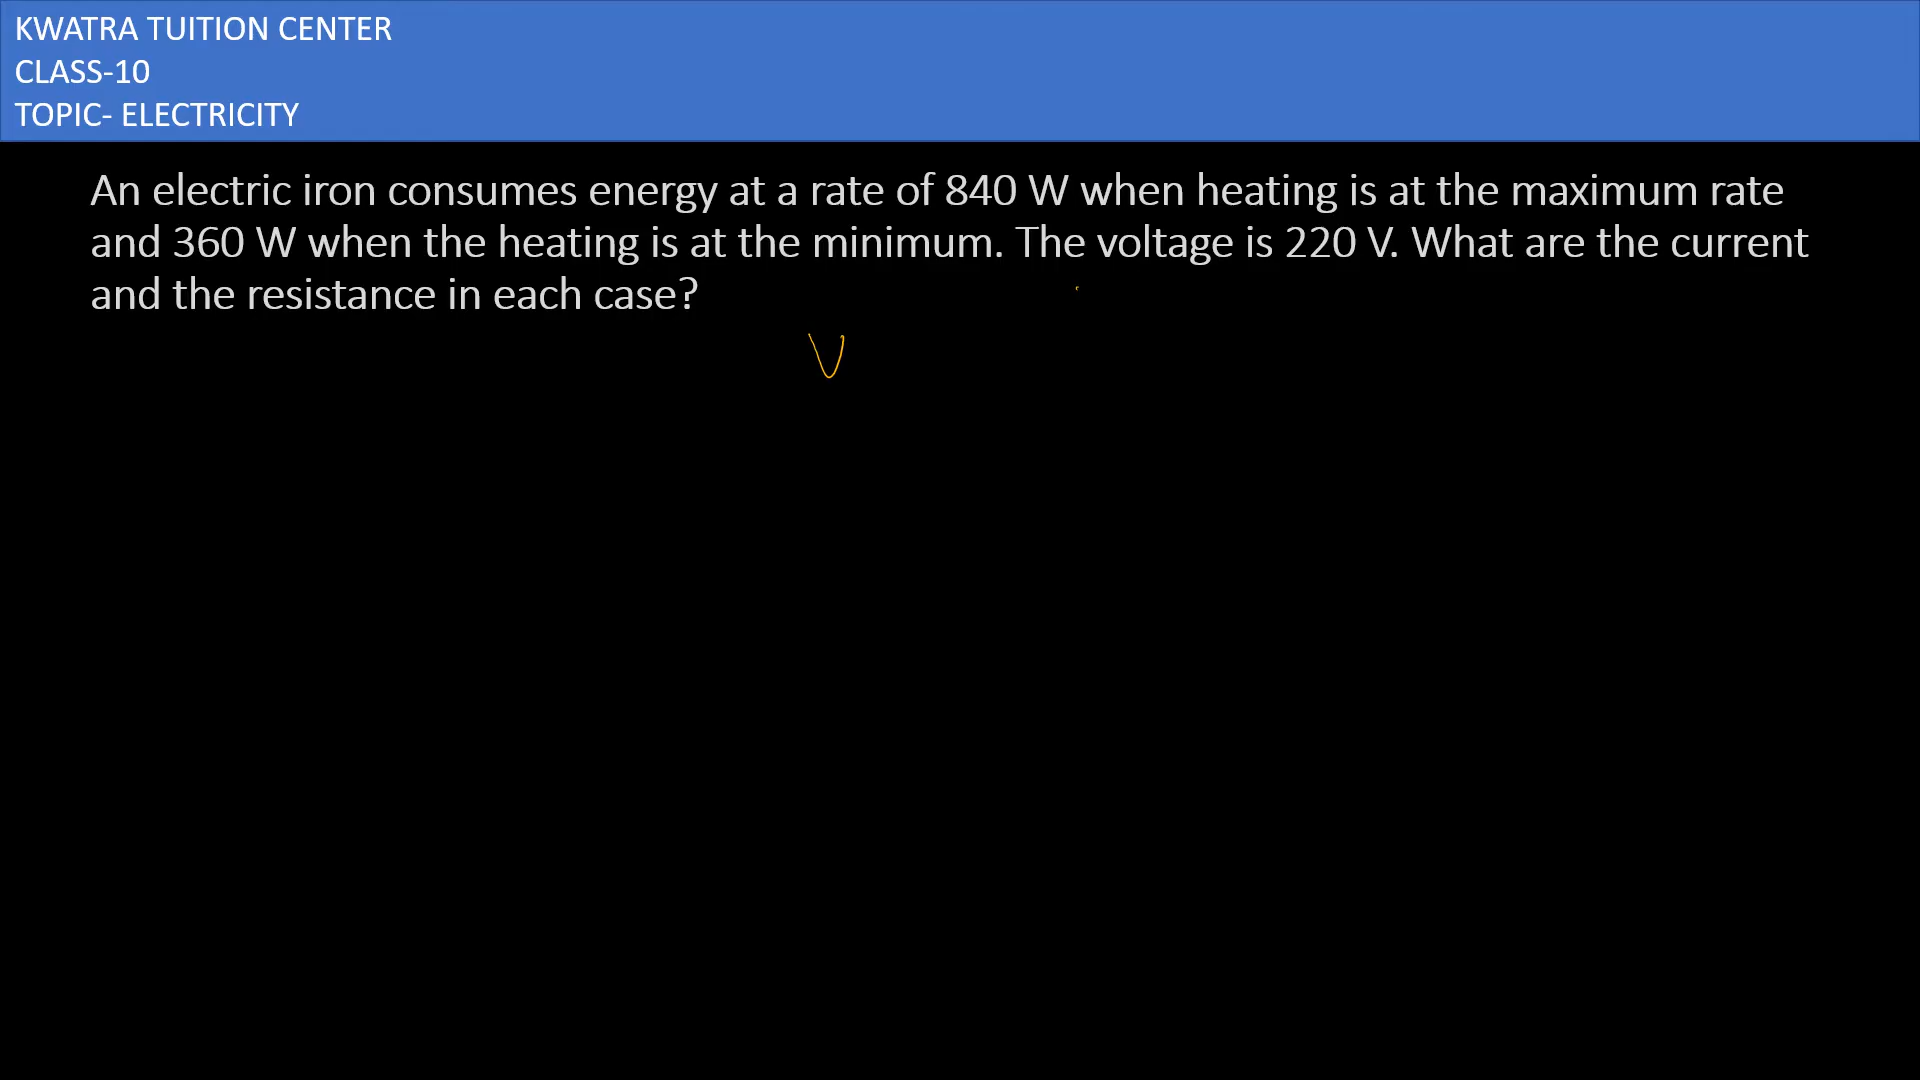 KWATRA TUITION CENTER
CLASS-10
TOPIC- ELECTRICITY
An electric iron consumes energy at a rate of 840 W when heating is at the maximum rate
and 360 W when the heating is at the minimum. The voltage is 220 V. What are the current
and the resistance in each case?
V